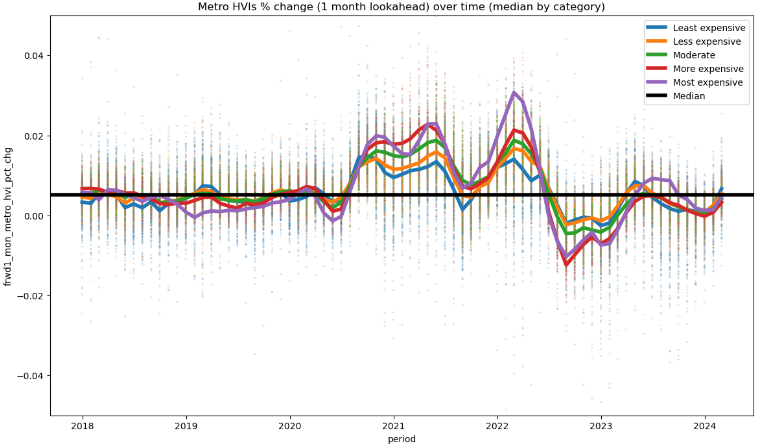 Metro HVIs % change (1 month lookahead) over time (median by category)
frwd1_mon_metro_hvi_pct_chg
0.04
0.02
0.00
−0.02
−0.04
Least expensive
Less expensive
Moderate
More expensive
Most expensive
Median
2018
2019
2020
2021
2022
2023
2024
period